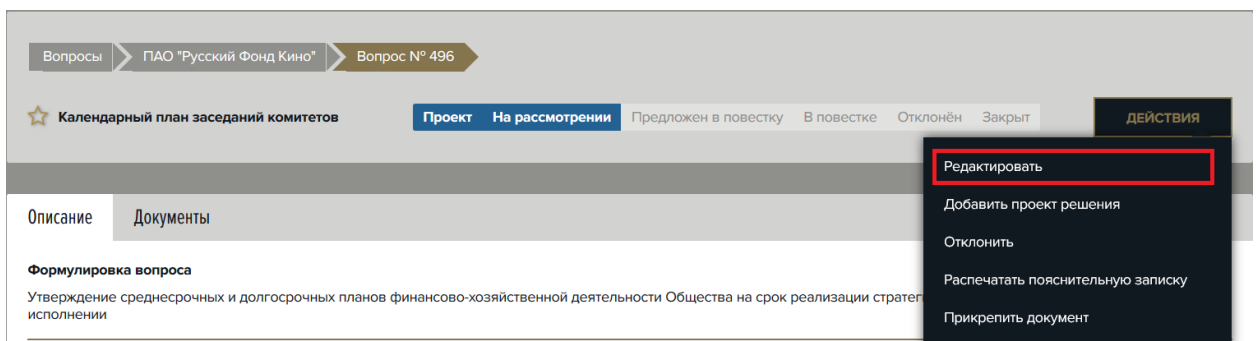 Вопросы ПАО "Русский Фонд Кино" Вопрос № 496
Календарный план заседаний комитетов Проект На рассмотрении Предложен в повестку В повестке Отклонён Закрыт ДЕЙСТВИЯ
Редактировать
Добавить проект решения
Отклонить
Распечатать пояснительную записку
Прикрепить документ
Описание Документы
Формулировка вопроса
Утверждение среднесрочных и долгосрочных планов финансово-хозяйственной деятельности Общества на срок реализации
исполнении